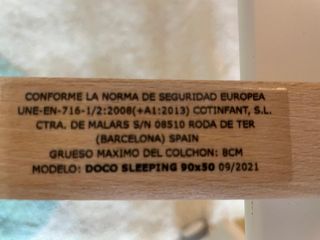 CONFORME LA NORMA DE SEGURIDAD EUROPEA
UNE-EN-716-1/2:2008(+A1:2013) COTINFANT, S.L.
CTRA. DE MALARS S/N 08510 RODA DE TER
(BARCELONA) SPAIN
GRUESO MAXIMO DEL COLCHON: 8CM
MODELO: DOCO SLEEPING 90x50 09/2021